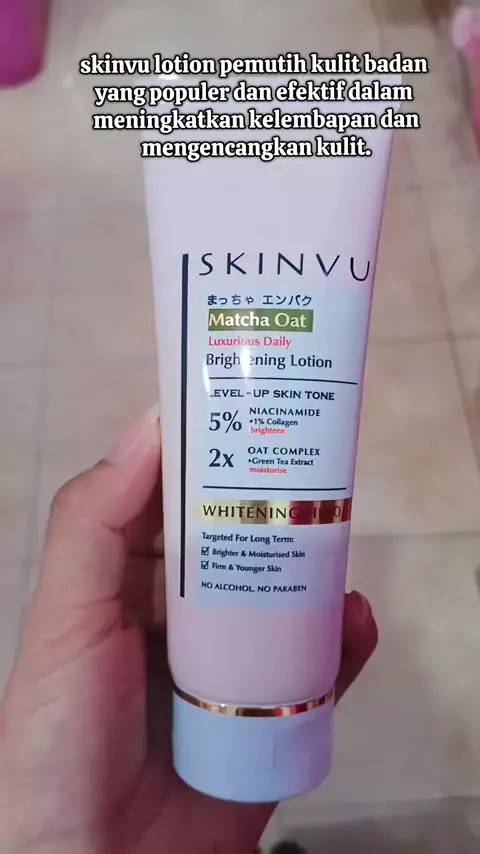 skinvu lotion pemutih kulit badan
yang populer dan efektif dalam
meningkatkan kelembapan dan
mengencangkan kulit.
SKINVU
まっちゃ エンバク
Matcha Oat
Luxurious Daily
Brightening Lotion
LEVEL-UP SKIN TONE
5% NIACINAMIDE
+1% Collagen
brightens
2x OAT COMPLEX
+Green Tea Extract
moisturise
WHITENING
Targeted For Long Term:
Brighter & Moisturised Skin
Firm & Younger Skin
NO ALCOHOL, NO PARABEN